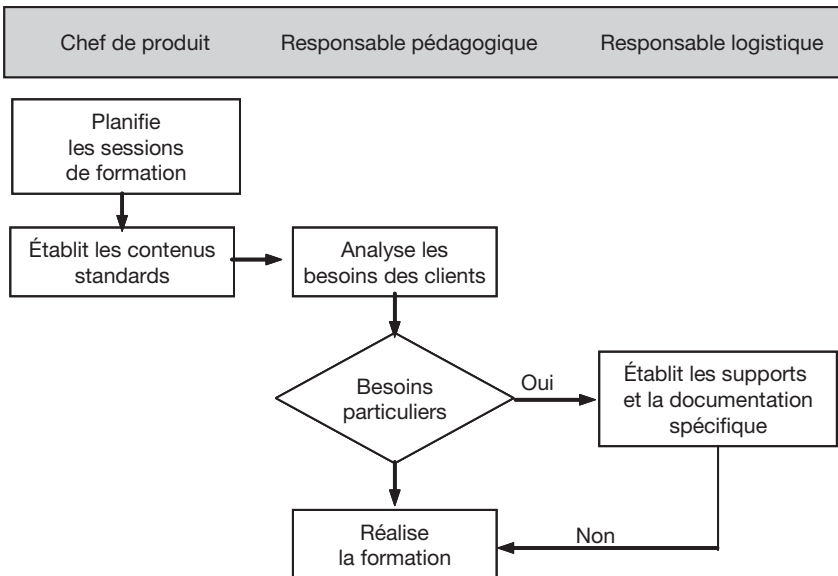 Chef de produit
Responsable pédagogique
Responsable logistique
Planifie
les sessions
de formation
Établit les contenus
standards
Analyse les
besoins des clients
Besoins
particuliers
Oui
Établit les supports
et la documentation
spécifique
Réalise
la formation
Non